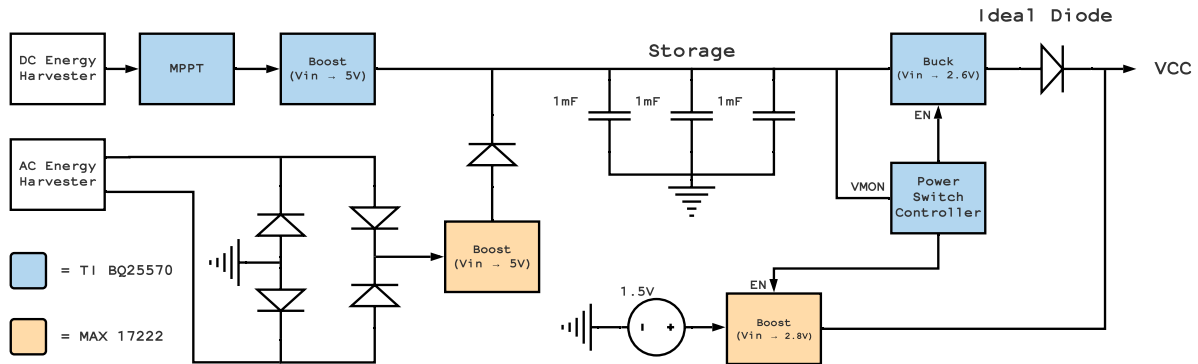 Ideal Diode
DC Energy
Harvester
MPPT
Boost
(Vin → 5V)
Storage
Buck
(Vin → 2.6V)
VCC
1mF
1mF
1mF
EN
AC Energy
Harvester
VMON
Power
Switch
Controller
Boost
(Vin → 5V)
= TI BQ25570
EN
1.5V
- +
Boost
(Vin → 2.8V)
= MAX 17222